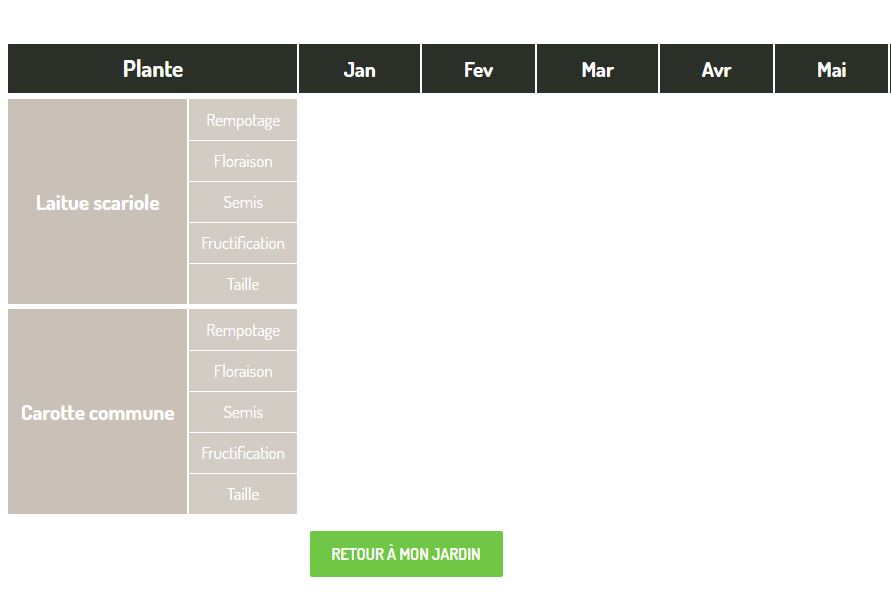 Plante Jan Fev Mar Avr Mai
Rempotage
Floraison
Laitue scariole Semis
Fructification
Taille
Rempotage
Floraison
Carotte commune Semis
Fructification
Taille
RETOUR À MON JARDIN